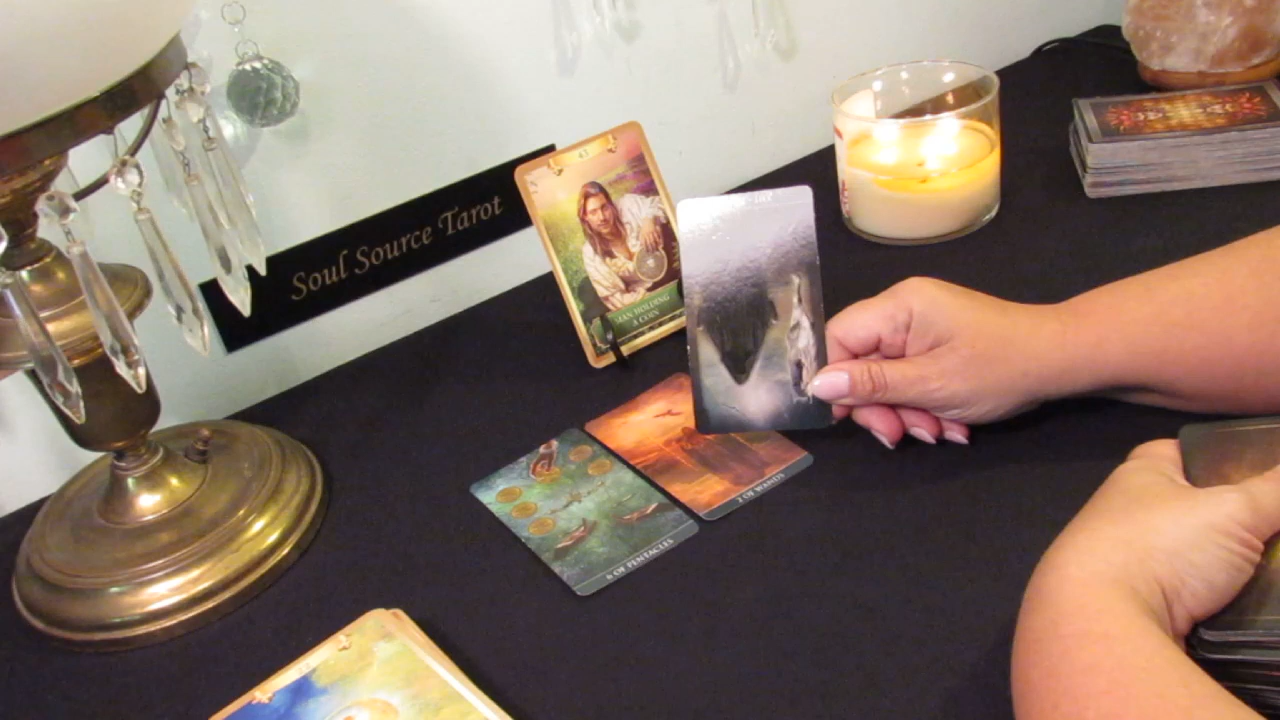 Soul Source Tarot
43
MAN HOLDING
A COIN
2 OF WANDS
6 OF PENTACLES